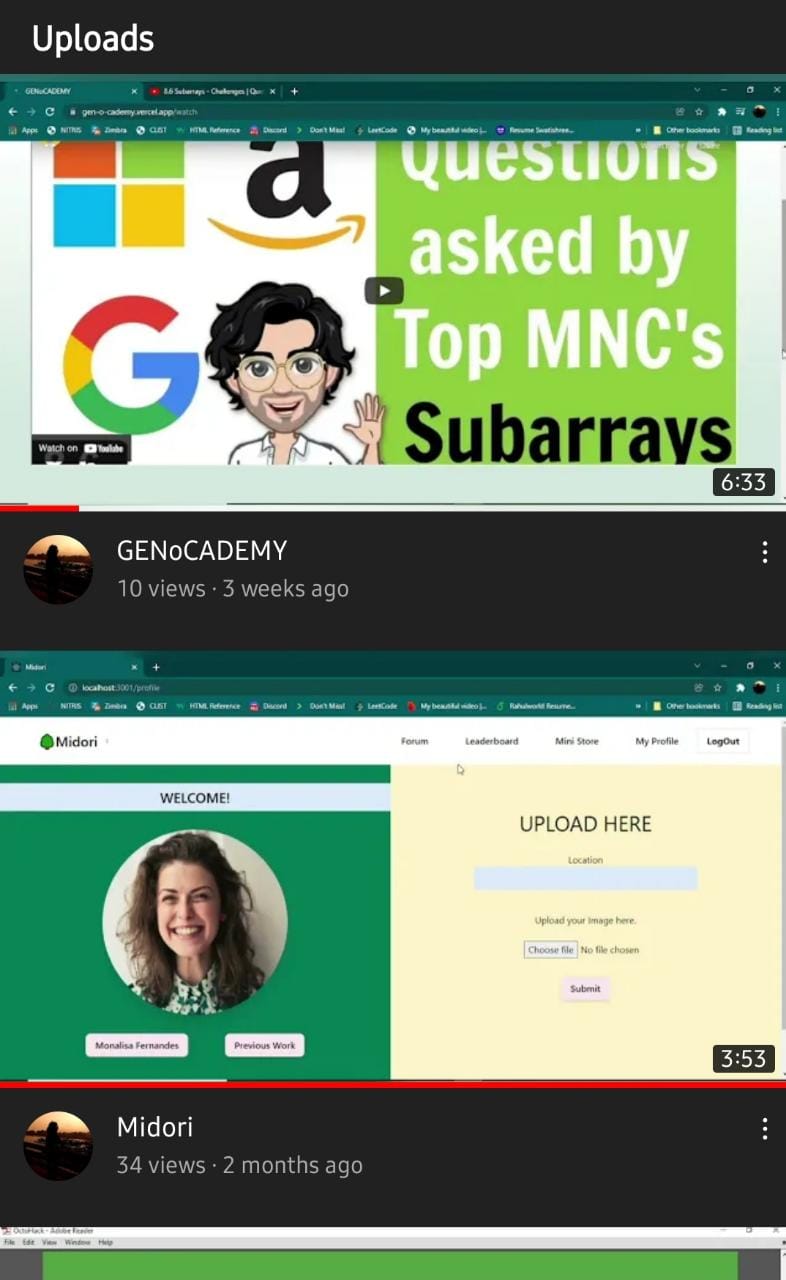 Uploads
GENoCADEMY
8.6 Subarrays - Challenges | Que
gen-o-cademy.vercel.app/watch
Apps NITRIS Zimbra CLIST HTML Reference Discord Don't Miss! LeetCode My beautiful video |... Resume Swatishree... » Other bookmarks Reading list
a
Questions
asked by
Top MNC's
Subarrays
G
Watch on YouTube
6:33
GENoCADEMY
10 views · 3 weeks ago
Midori
localhost:3001/profile
Apps NITRIS Zimbra CLIST HTML Reference Discord Don't Miss! LeetCode My beautiful video |... Rahulworld Resume... » Other bookmarks Reading list
Midori
Forum Leaderboard Mini Store My Profile LogOut
WELCOME!
Monalisa Fernandes Previous Work
UPLOAD HERE
Location
Upload your Image here.
Choose file No file chosen
Submit
3:53
Midori
34 views · 2 months ago
OctoHack - Adobe Reader
File Edit View Window Help